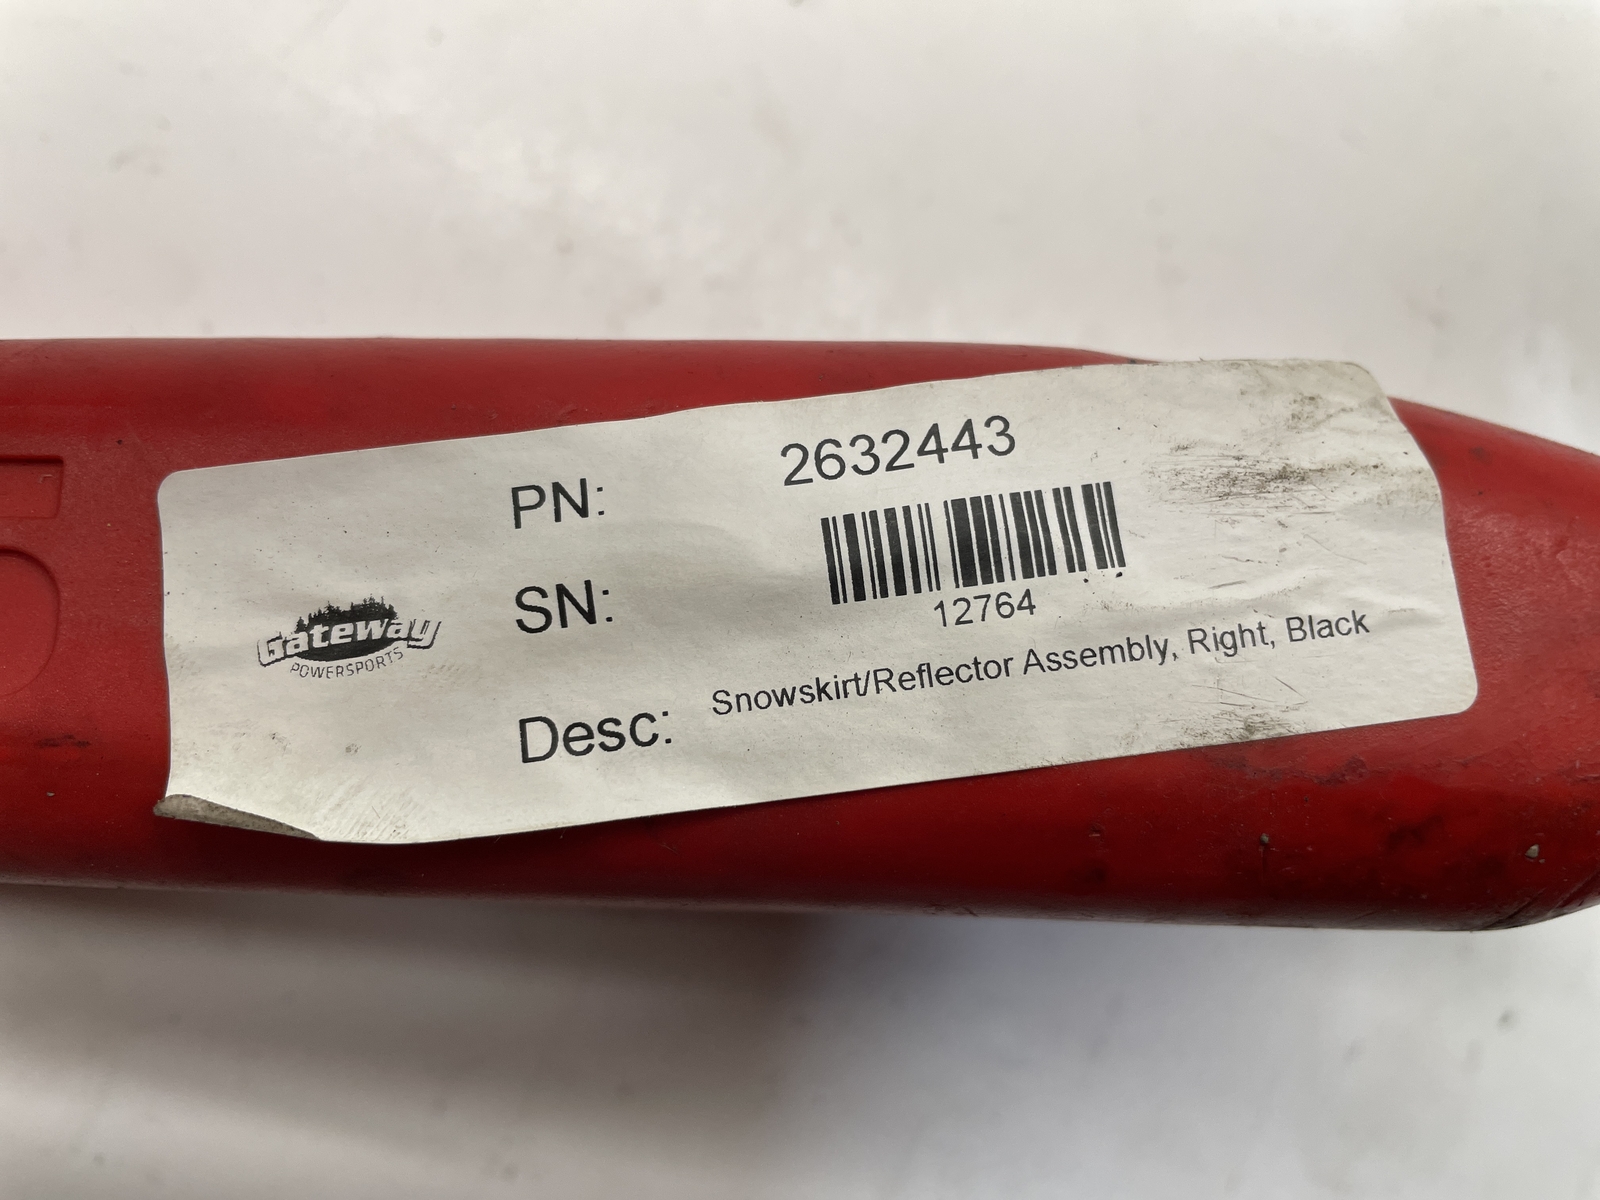 PN: 2632443
SN: 12764
Gateway
POWERSPORTS
Desc: Snowskirt/Reflector Assembly, Right, Black